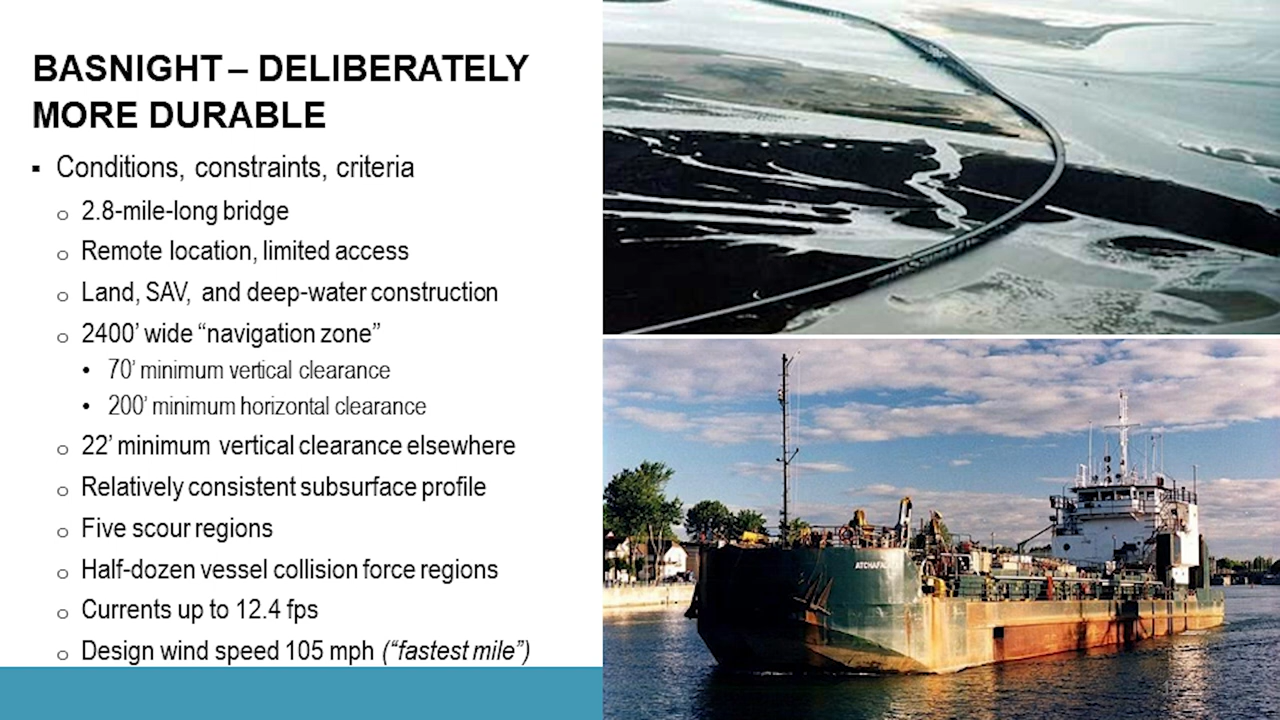 BASNIGHT – DELIBERATELY
MORE DURABLE
▪ Conditions, constraints, criteria
o 2.8-mile-long bridge
o Remote location, limited access
o Land, SAV, and deep-water construction
o 2400’ wide “navigation zone”
• 70’ minimum vertical clearance
• 200’ minimum horizontal clearance
o 22’ minimum vertical clearance elsewhere
o Relatively consistent subsurface profile
o Five scour regions
o Half-dozen vessel collision force regions
o Currents up to 12.4 fps
o Design wind speed 105 mph (“fastest mile”)